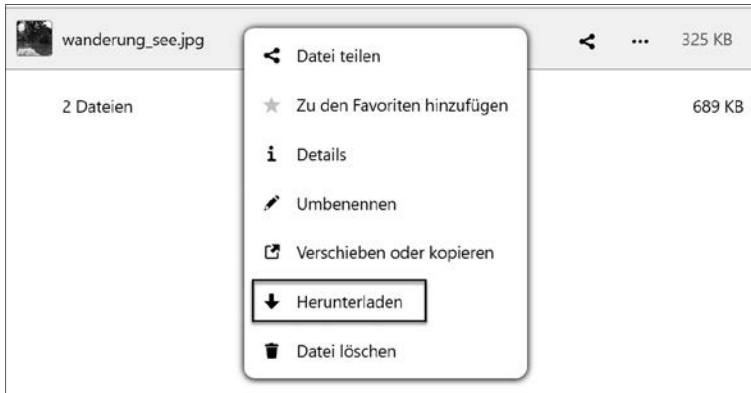 wanderung_see.jpg
325 KB
Datei teilen
Zu den Favoriten hinzufügen
2 Dateien
689 KB
Details
Umbenennen
Verschieben oder kopieren
Herunterladen
Datei löschen